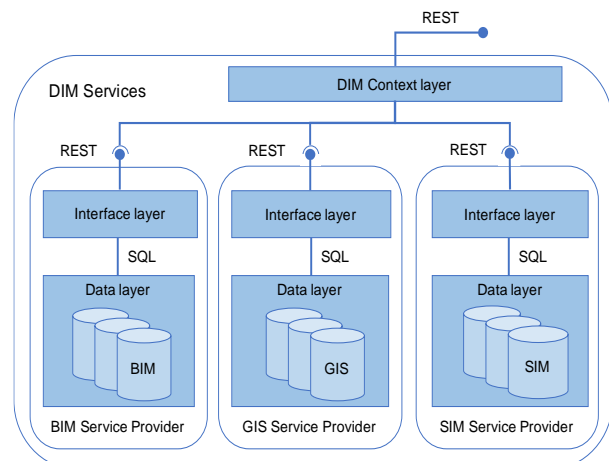 REST
DIM Services
DIM Context layer
REST
REST
REST
Interface layer
Interface layer
Interface layer
SQL
SQL
SQL
Data layer
Data layer
Data layer
BIM
GIS
SIM
BIM Service Provider
GIS Service Provider
SIM Service Provider